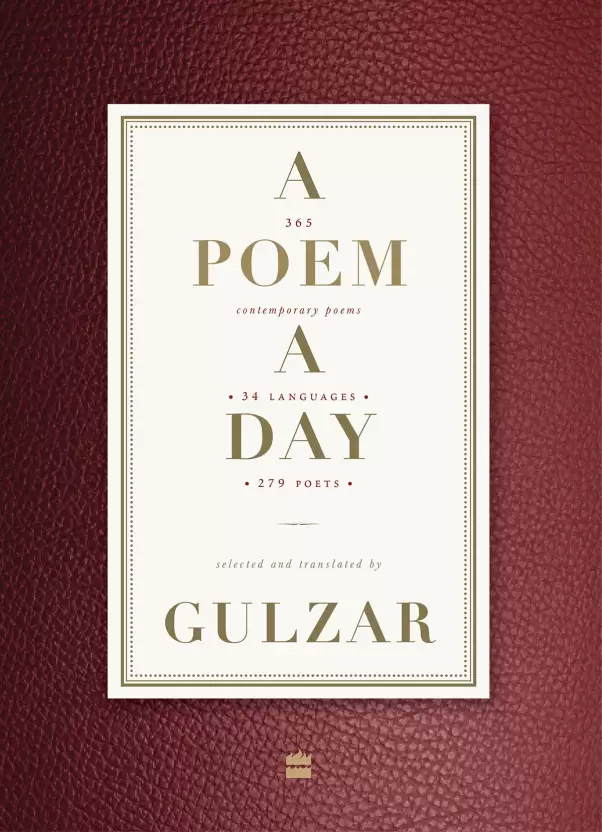 A
365
POEM
contemporary poems
A
• 34 LANGUAGES •
DAY
• 279 POETS •
selected and translated by
GULZAR